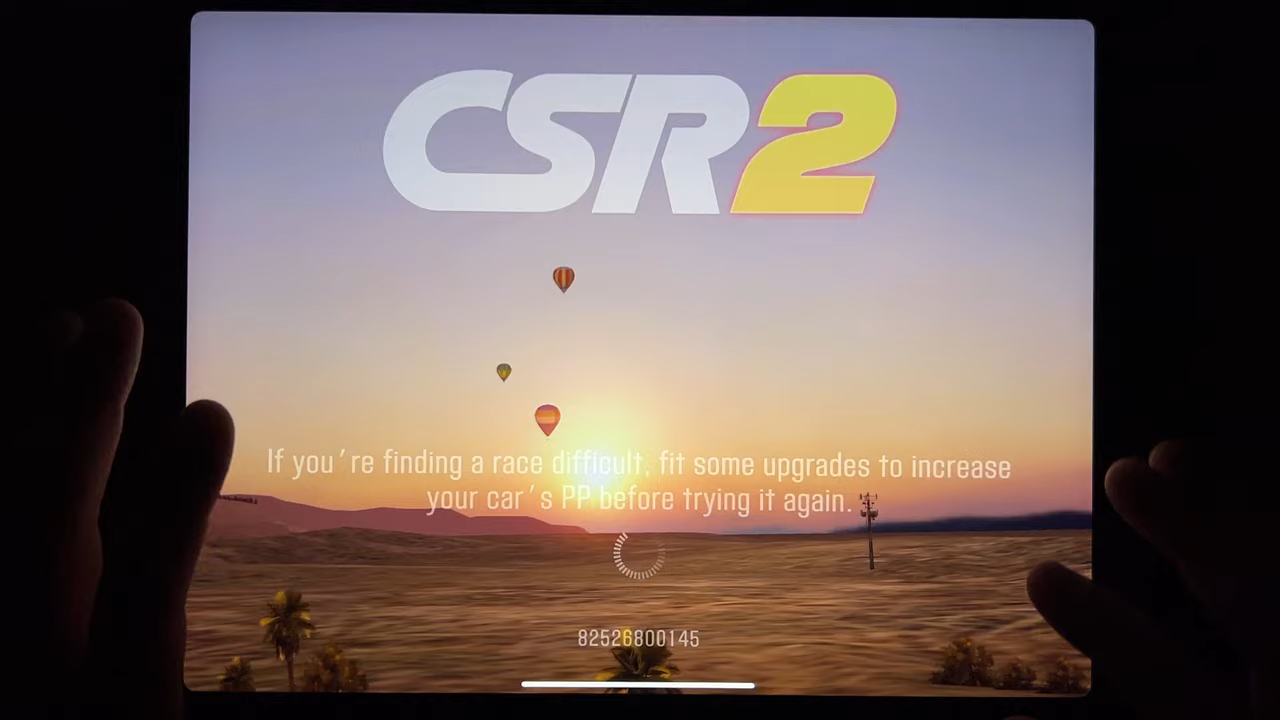 CSR2
If you're finding a race difficult, fit some upgrades to increase
your car's PP before trying it again.
82526800145